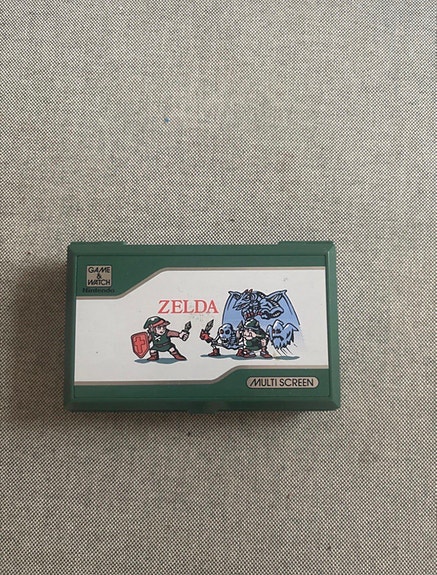 GAME
&
WATCH
Nintendo
ZELDA
MULTI SCREEN